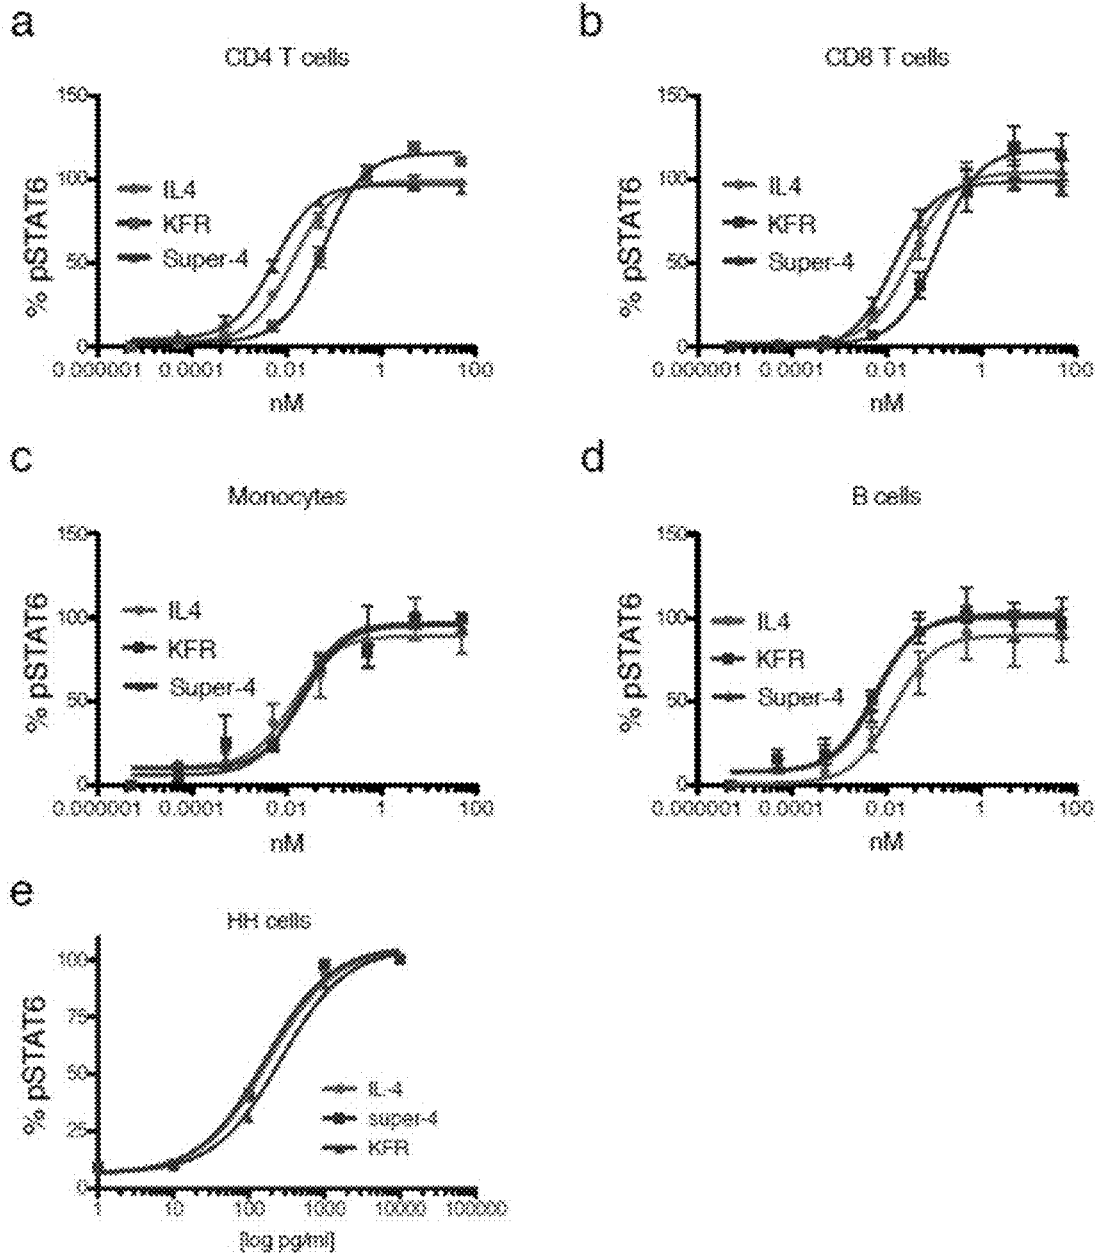 a
CD4 T cells
150
100
50
0
% pSTAT6
IL4
KFR
Super-4
0.000001 0.0001 0.01 1 100
nM
b
CD8 T cells
150
100
50
0
% pSTAT6
IL4
KFR
Super-4
0.000001 0.0001 0.01 1 100
nM
c
Monocytes
150
100
50
0
% pSTAT6
IL4
KFR
Super-4
0.000001 0.0001 0.01 1 100
nM
d
B cells
150
100
50
0
% pSTAT6
IL4
KFR
Super-4
0.000001 0.0001 0.01 1 100
nM
e
HH cells
100
75
50
25
0
% pSTAT6
IL-4
super-4
KFR
1 10 100 1000 10000 100000
[log pg/ml]